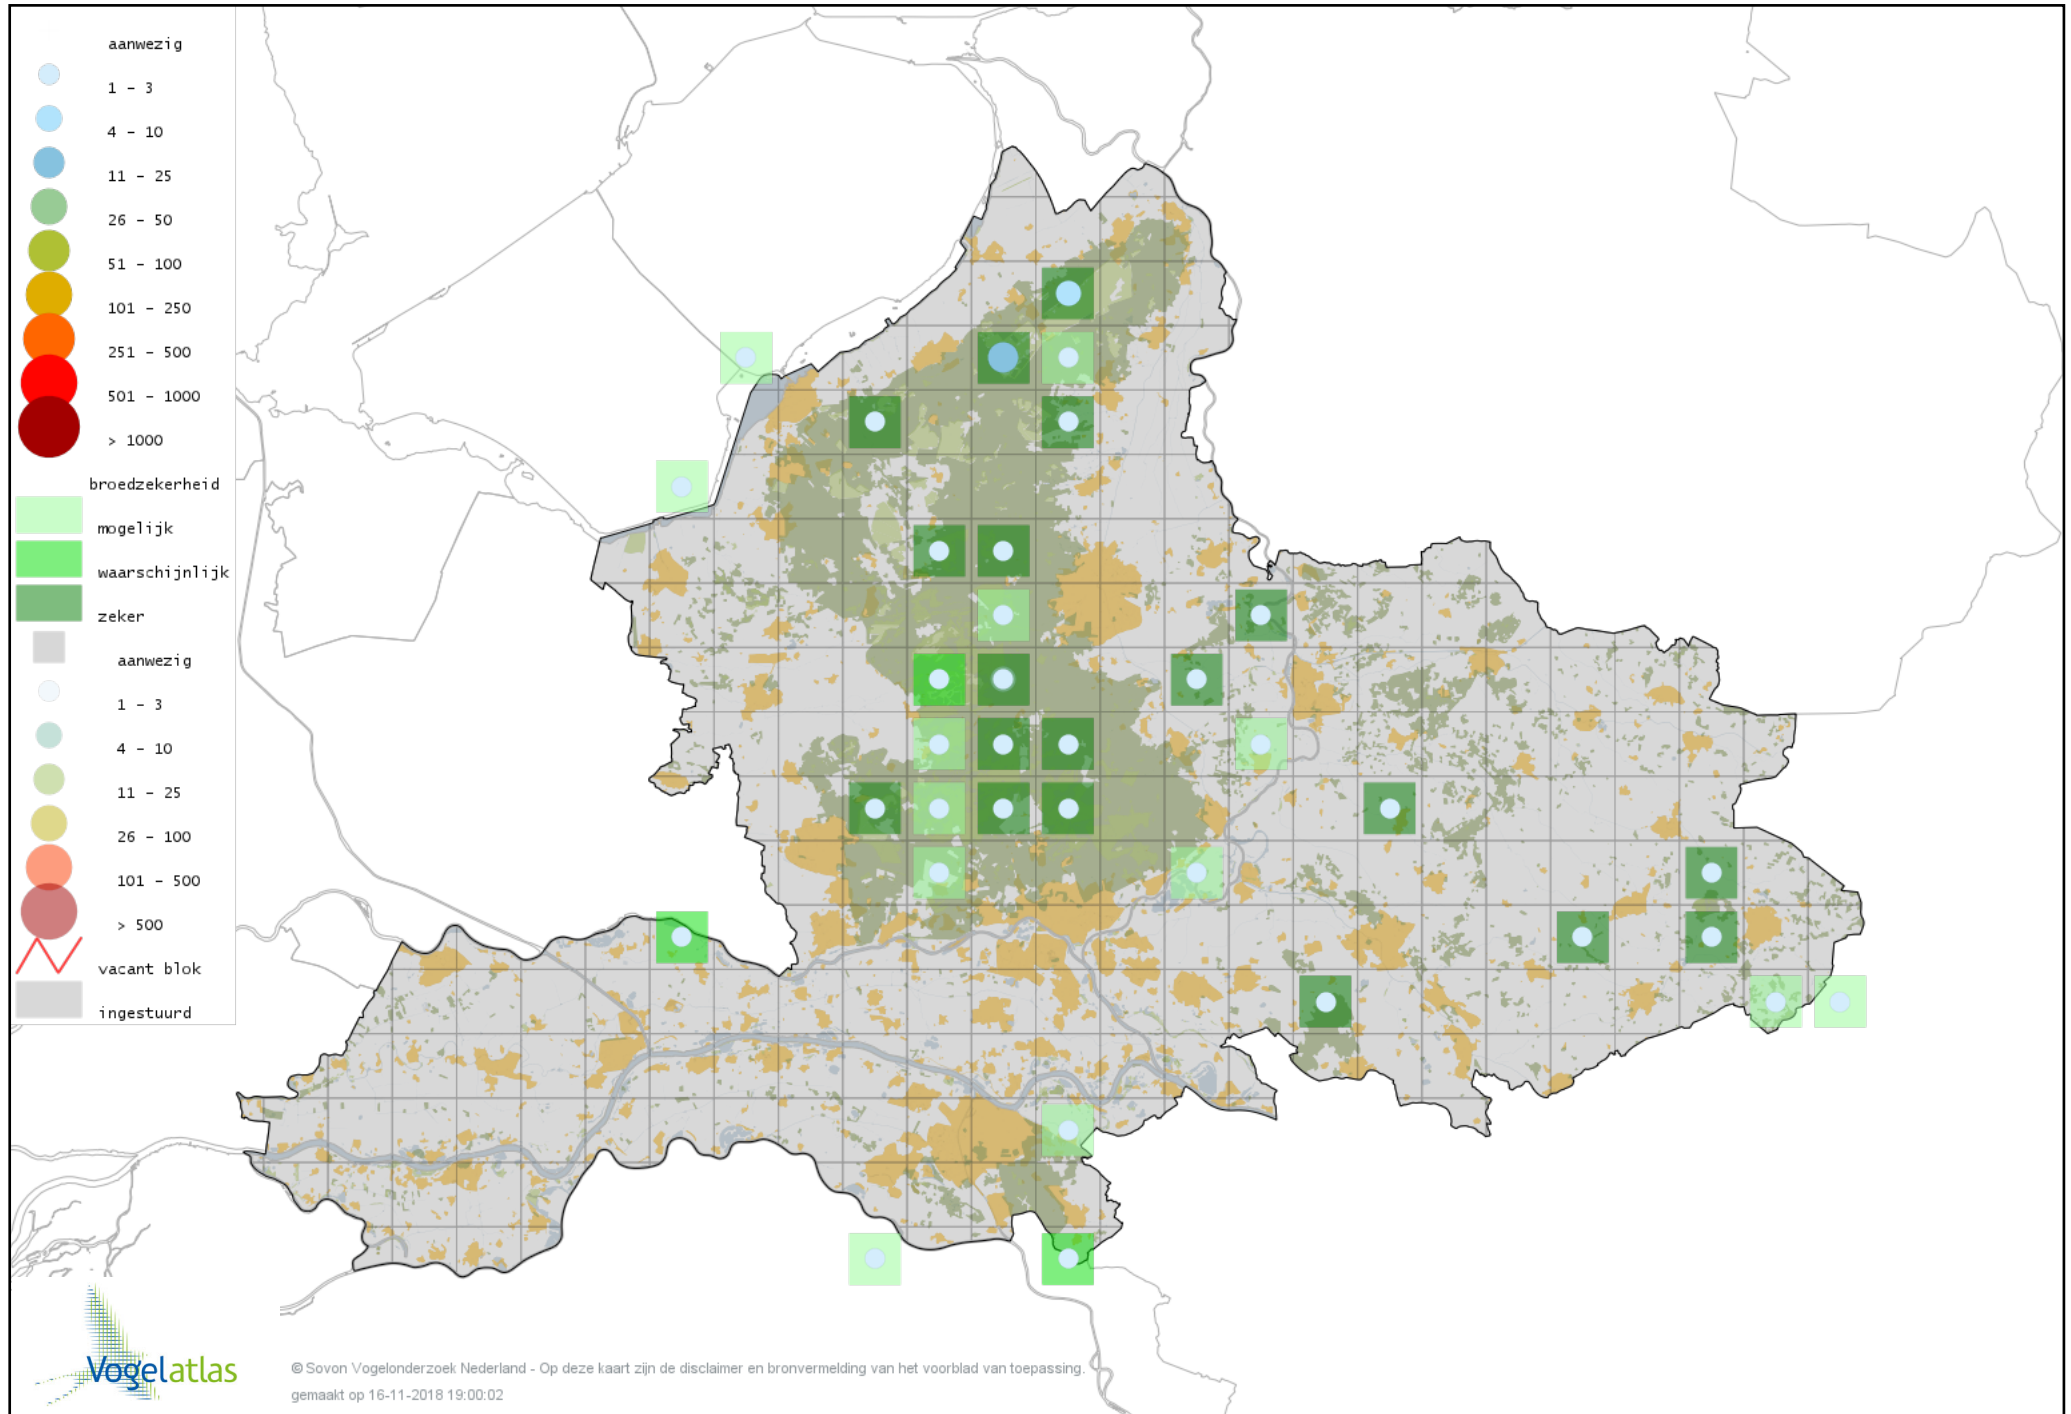 aanwezig
1 - 3
4 - 10
11 - 25
26 - 50
51 - 100
101 - 250
251 - 500
501 - 1000
> 1000
broedzekerheid
mogelijk
waarschijnlijk
zeker
aanwezig
1 - 3
4 - 10
11 - 25
26 - 100
101 - 500
> 500
vacant blok
ingestuurd
Vogelatlas
© Sovon Vogelonderzoek Nederland - Op deze kaart zijn de disclaimer en bronvermelding van het voorblad van toepassing.
gemaakt op 16-11-2018 19:00:02